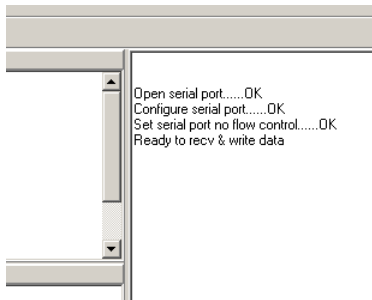 Open serial port......OK
Configure serial port......OK
Set serial port no flow control......OK
Ready to recv & write data